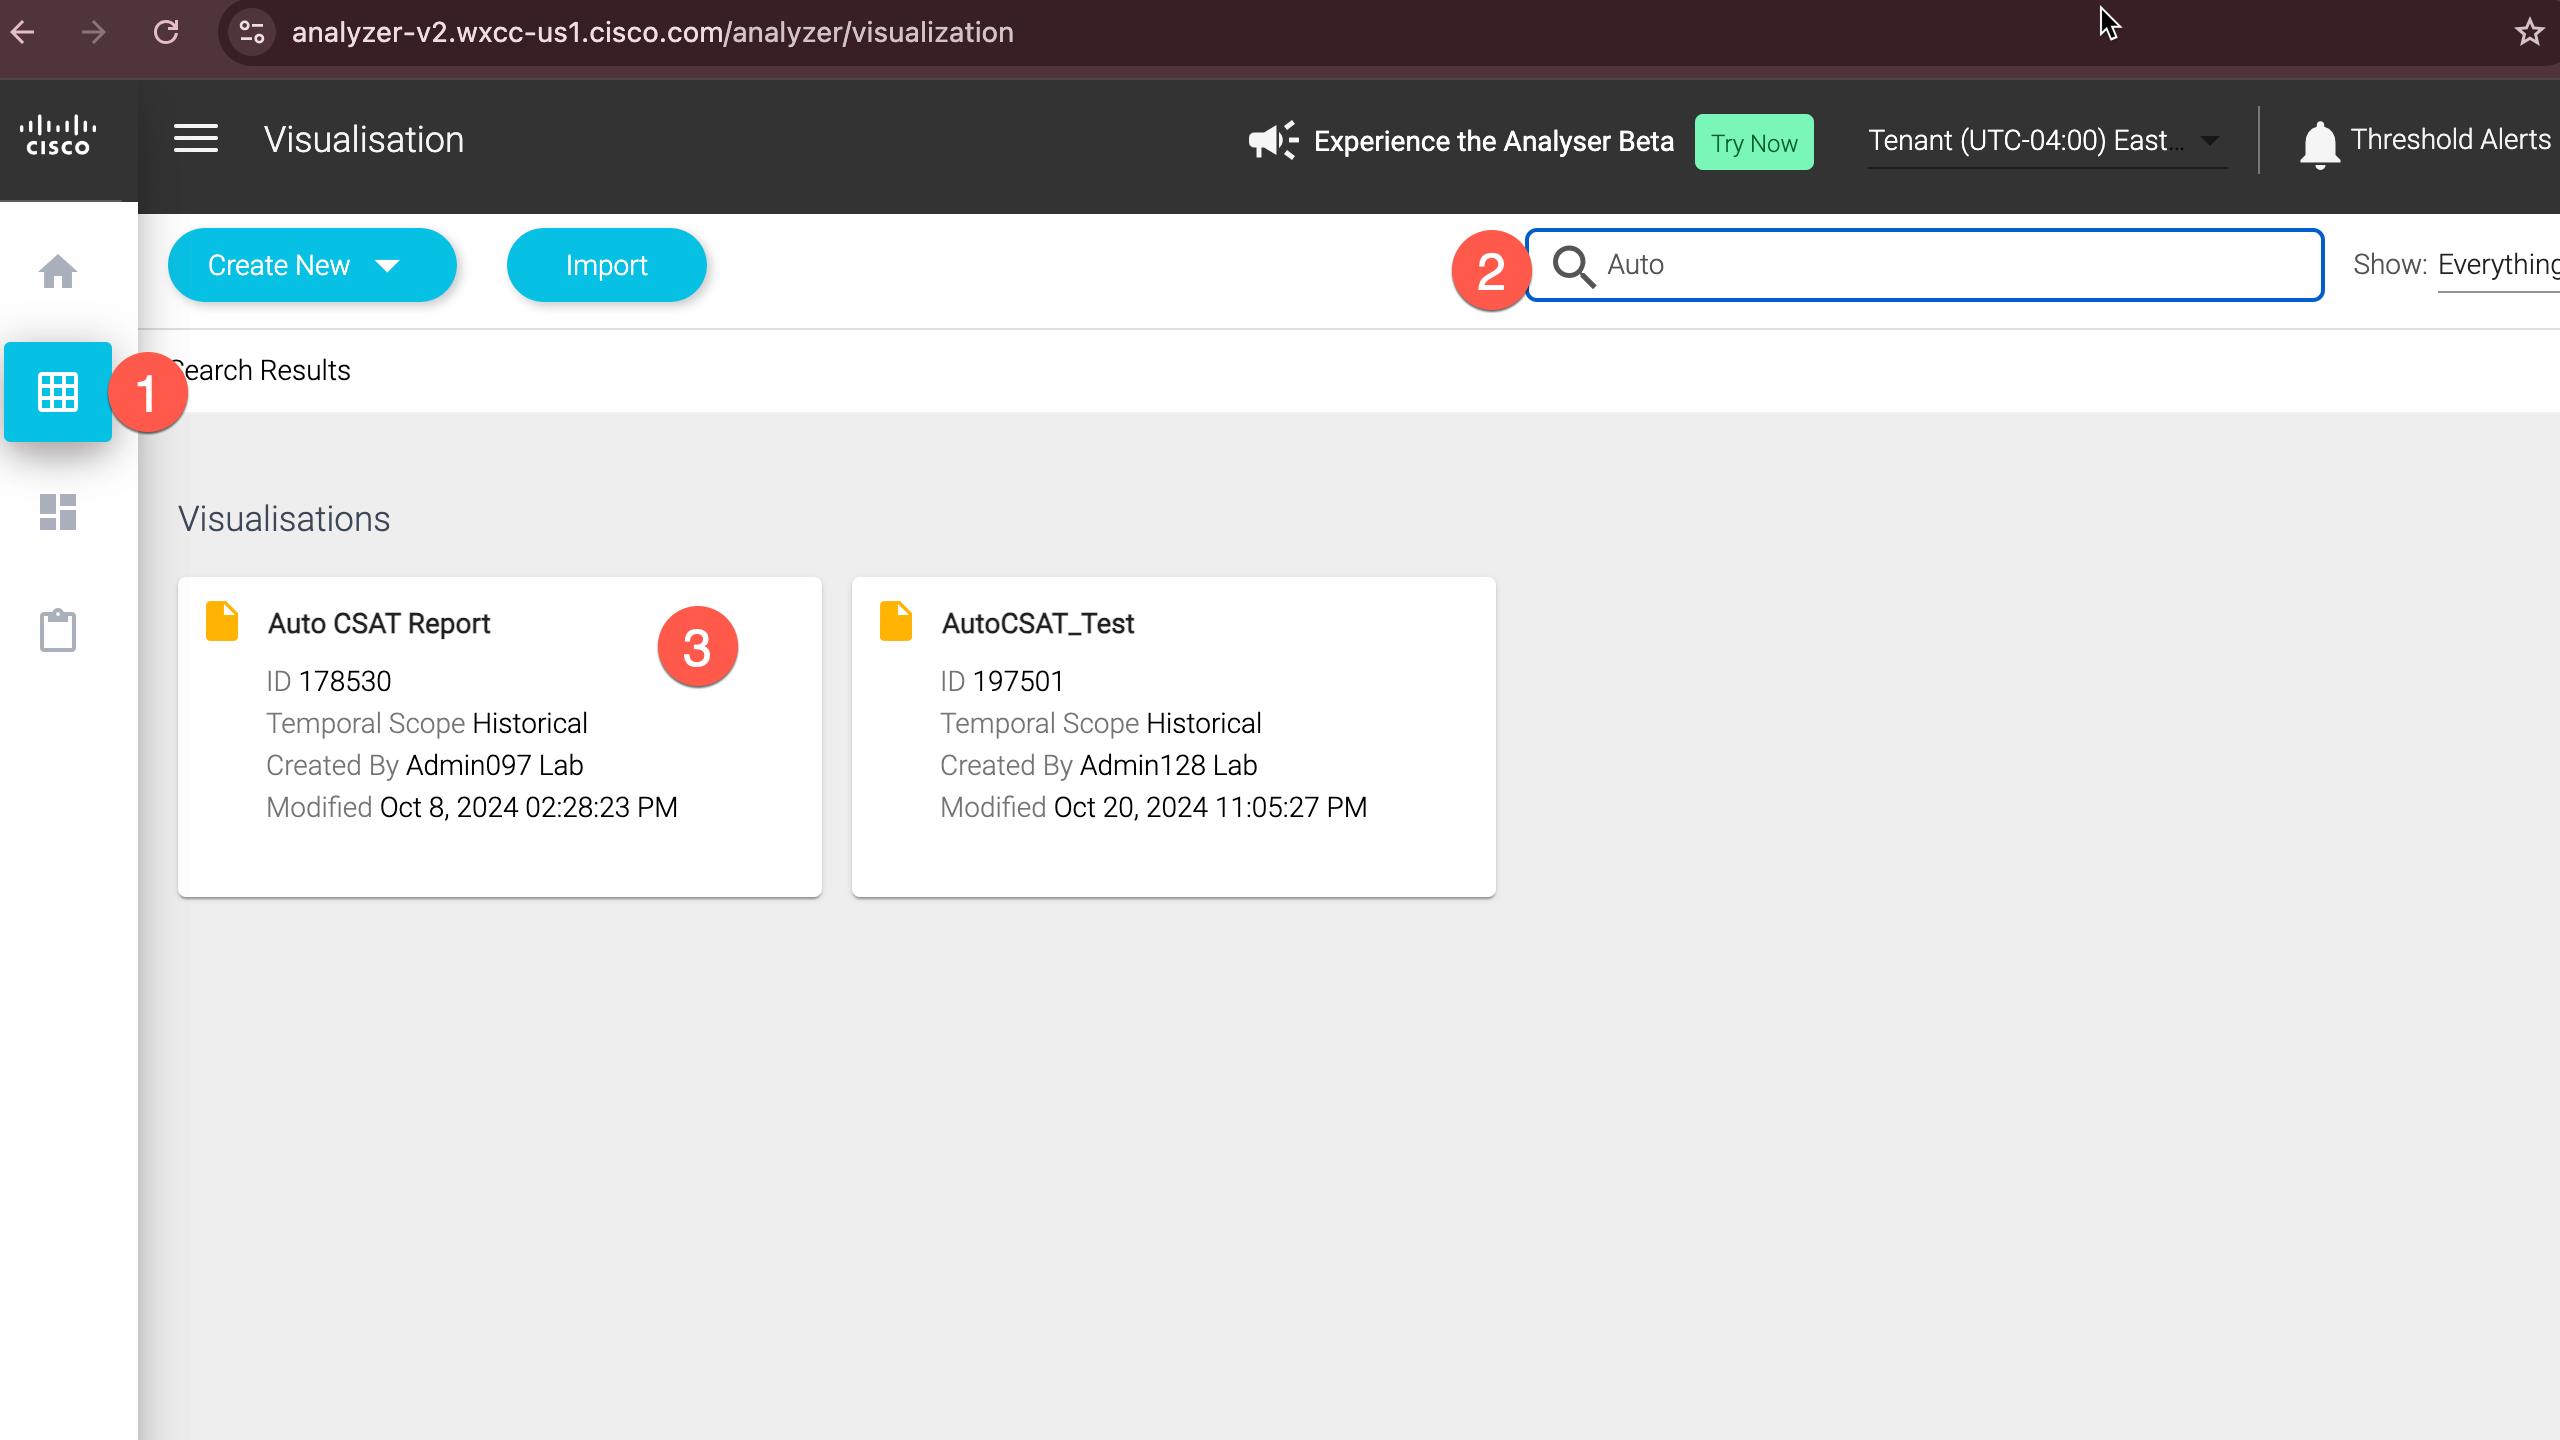 analyzer-v2.wxcc-us1.cisco.com/analyzer/visualization
CISCO
Visualisation
Experience the Analyser Beta
Try Now
Tenant (UTC-04:00) East...
Threshold Alerts
Create New
Import
2
Auto
Show: Everything
1
Search Results
Visualisations
Auto CSAT Report
3
ID 178530
Temporal Scope Historical
Created By Admin097 Lab
Modified Oct 8, 2024 02:28:23 PM
AutoCSAT_Test
ID 197501
Temporal Scope Historical
Created By Admin128 Lab
Modified Oct 20, 2024 11:05:27 PM